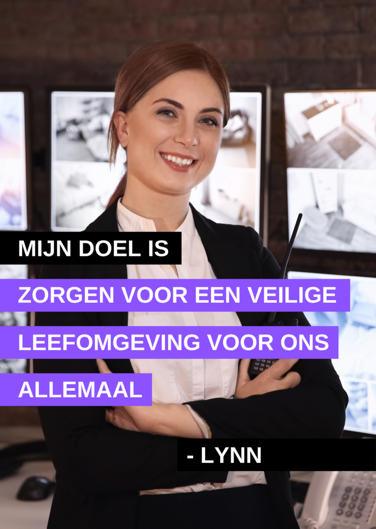 MIJN DOEL IS
ZORGEN VOOR EEN VEILIGE
LEEFOMGEVING VOOR ONS
ALLEMAAL
- LYNN